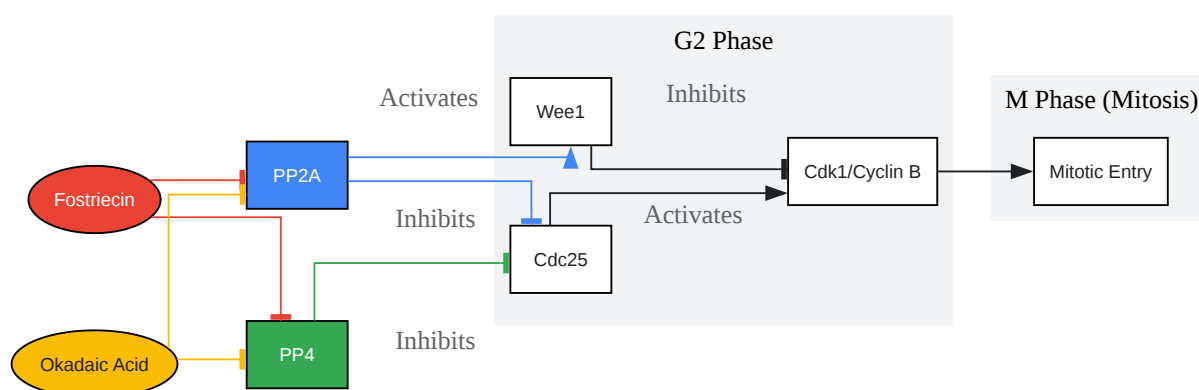 G2 Phase
Activates
Wee1
Inhibits
M Phase (Mitosis)
Fostriecin
PP2A
Cdk1/Cyclin B
Mitotic Entry
Inhibits
Activates
Cdc25
Okadaic Acid
PP4
Inhibits